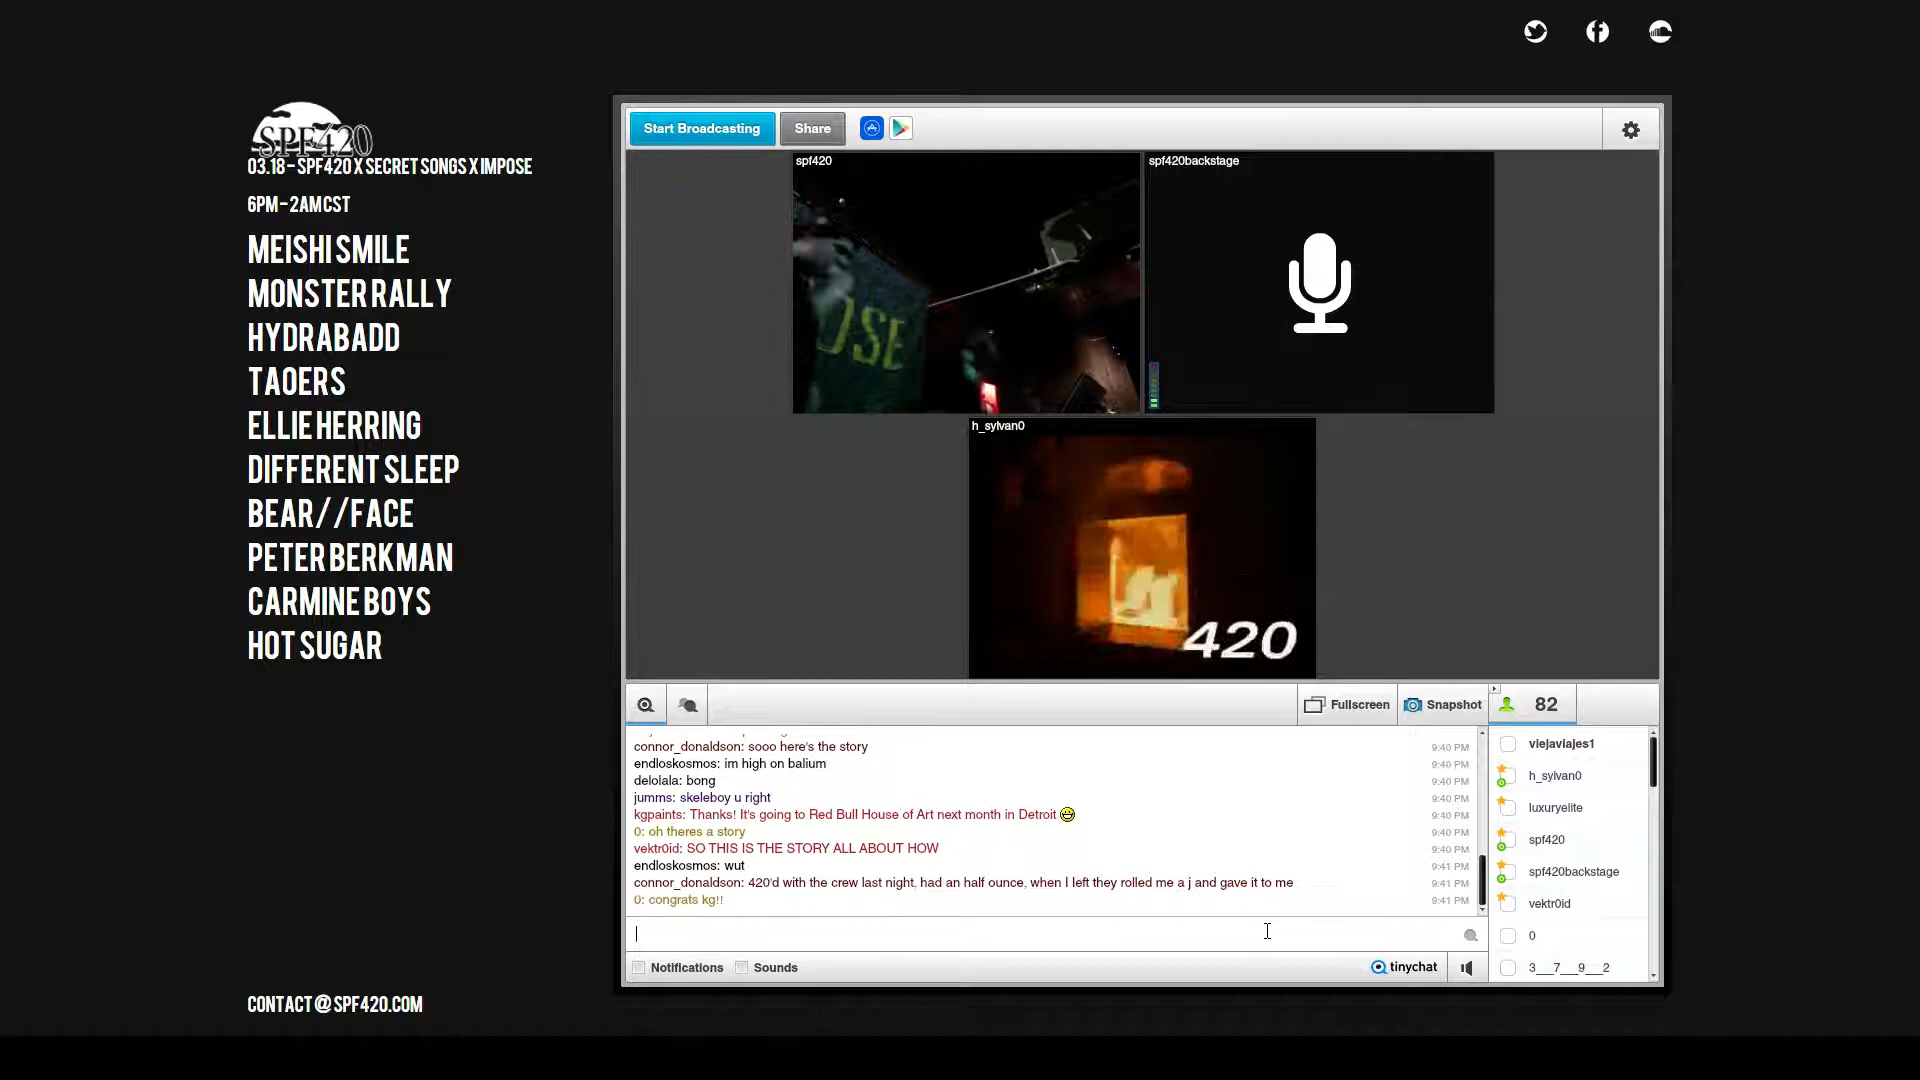 SPF420
03.18 - SPF420 X SECRET SONGS X IMPOSE
6PM - 2AM CST
MEISHI SMILE
MONSTER RALLY
HYDRABADD
TAOERS
ELLIE HERRING
DIFFERENT SLEEP
BEAR//FACE
PETER BERKMAN
CARMINE BOYS
HOT SUGAR
CONTACT@SPF420.COM
Start Broadcasting
Share
spf420
spf420backstage
USE
h_sylvan0
420
Fullscreen
Snapshot
82
connor_donaldson: sooo here's the story 9:40 PM
endloskosmos: im high on balium 9:40 PM
delolala: bong 9:40 PM
jumms: skeleboy u right 9:40 PM
kgpaints: Thanks! It's going to Red Bull House of Art next month in Detroit 9:40 PM
0: oh theres a story 9:40 PM
vektr0id: SO THIS IS THE STORY ALL ABOUT HOW 9:40 PM
endloskosmos: wut 9:41 PM
connor_donaldson: 420'd with the crew last night, had an half ounce, when I left they rolled me a j and gave it to me 9:41 PM
0: congrats kg!! 9:41 PM
Notifications
Sounds
tinychat
viejaviajes1
h_sylvan0
luxuryelite
spf420
spf420backstage
vektr0id
0
3__7__9__2